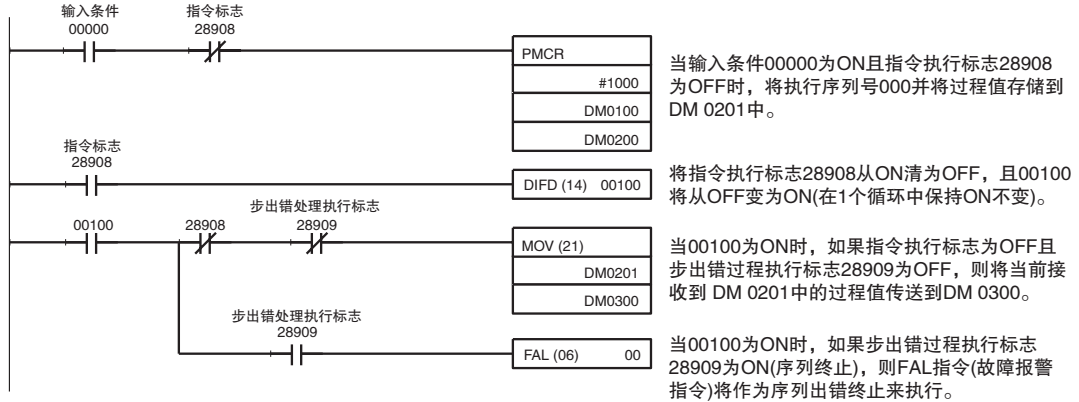 输入条件
00000
指令标志
28908
PMCR
#1000
DM0100
DM0200
当输入条件00000为ON且指令执行标志28908
为OFF时，将执行序列号000并将过程值存储到
DM 0201中。
指令标志
28908
DIFD (14) 00100
将指令执行标志28908从ON清为OFF，且00100
将从OFF变为ON(在1个循环中保持ON不变)。
步出错处理执行标志
00100
28908
28909
MOV (21)
DM0201
DM0300
当00100为ON时，如果指令执行标志为OFF且
步出错过程执行标志28909为OFF，则将当前接
收到 DM 0201中的过程值传送到DM 0300。
步出错处理执行标志
28909
FAL (06) 00
当00100为ON时，如果步出错过程执行标志
28909为ON(序列终止)，则FAL指令(故障报警
指令)将作为序列出错终止来执行。